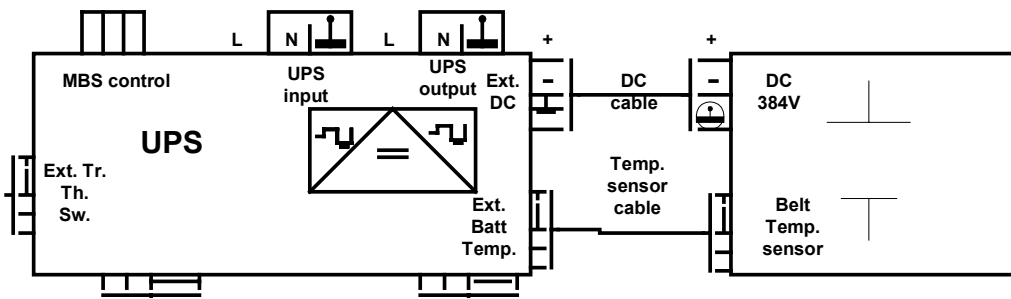 L N L N + +
MBS control
UPS
input
UPS
output
Ext.
DC
-
DC
cable
-
DC
384V
UPS
=
Ext. Tr.
Th.
Sw.
Temp.
sensor
cable
Ext.
Batt
Temp.
Belt
Temp.
sensor